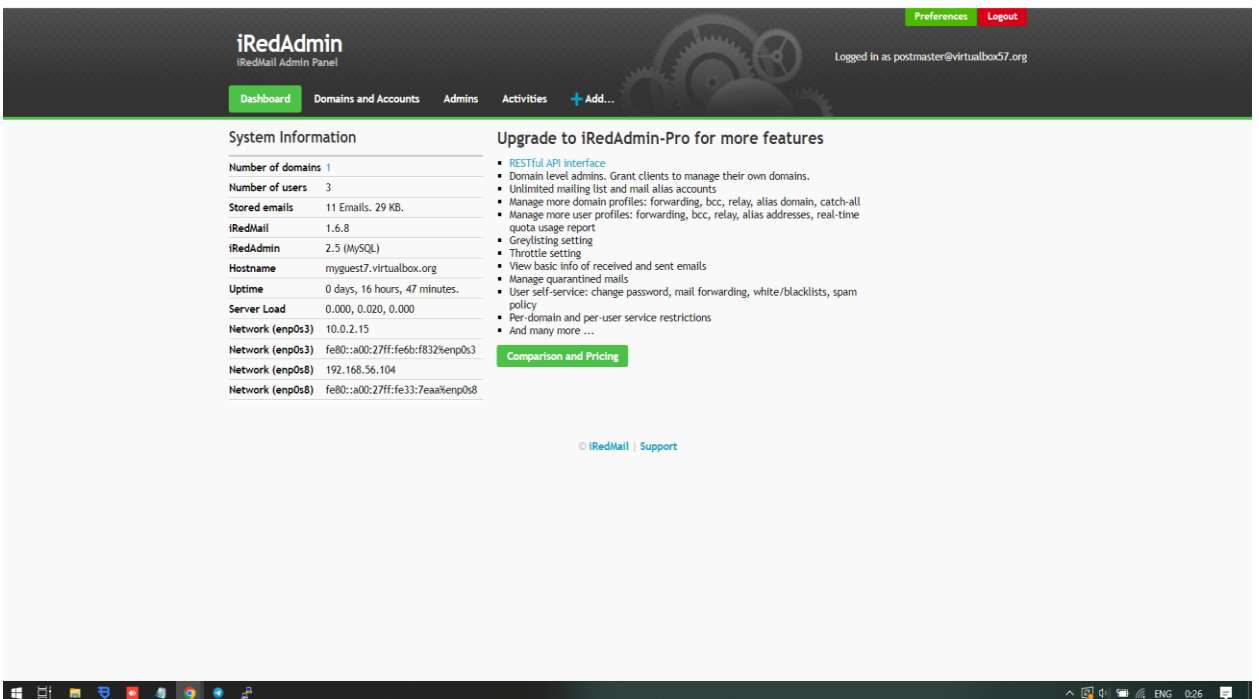 Preferences Logout
iRedAdmin
iRedMail Admin Panel
Logged in as postmaster@virtualbox57.org
Dashboard Domains and Accounts Admins Activities Add...
System Information
Number of domains 1
Number of users 3
Stored emails 11 Emails. 29 KB.
iRedMail 1.6.8
iRedAdmin 2.5 (MySQL)
Hostname myguest7.virtualbox.org
Uptime 0 days, 16 hours, 47 minutes.
Server Load 0.000, 0.020, 0.000
Network (enp0s3) 10.0.2.15
Network (enp0s3) fe80::a00:27ff:fe6b:f832%enp0s3
Network (enp0s8) 192.168.56.104
Network (enp0s8) fe80::a00:27ff:fe33:7eaa%enp0s8
Upgrade to iRedAdmin-Pro for more features
RESTful API interface
Domain level admins. Grant clients to manage their own domains.
Unlimited mailing list and mail alias accounts
Manage more domain profiles: forwarding, bcc, relay, alias domain, catch-all
Manage more user profiles: forwarding, bcc, relay, alias addresses, real-time
quota usage report
Greylisting setting
Throttle setting
View basic info of received and sent emails
Manage quarantined mails
User self-service: change password, mail forwarding, white/blacklists, spam
policy
Per-domain and per-user service restrictions
And many more ...
Comparison and Pricing
© iRedMail | Support
ENG 0:26